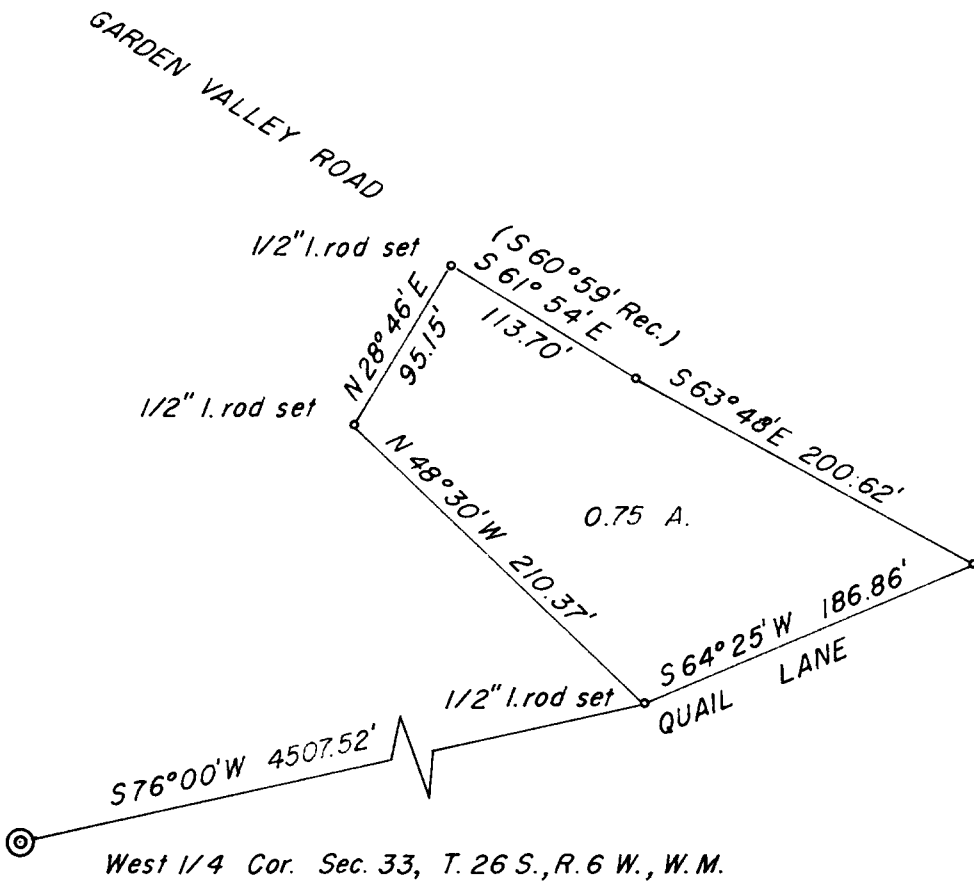 GARDEN VALLEY ROAD
1/2" I. rod set
(S 60°59' Rec.)
S 61° 54' E
113.70'
N 28°46' E
95.15'
1/2" I. rod set
S 63°48' E 200.62'
N 48°30' W 210.37'
0.75 A.
S 64°25' W 186.86'
QUAIL LANE
1/2" I. rod set
S 76°00' W 4507.52'
West 1/4 Cor. Sec. 33, T. 26 S., R. 6 W., W. M.